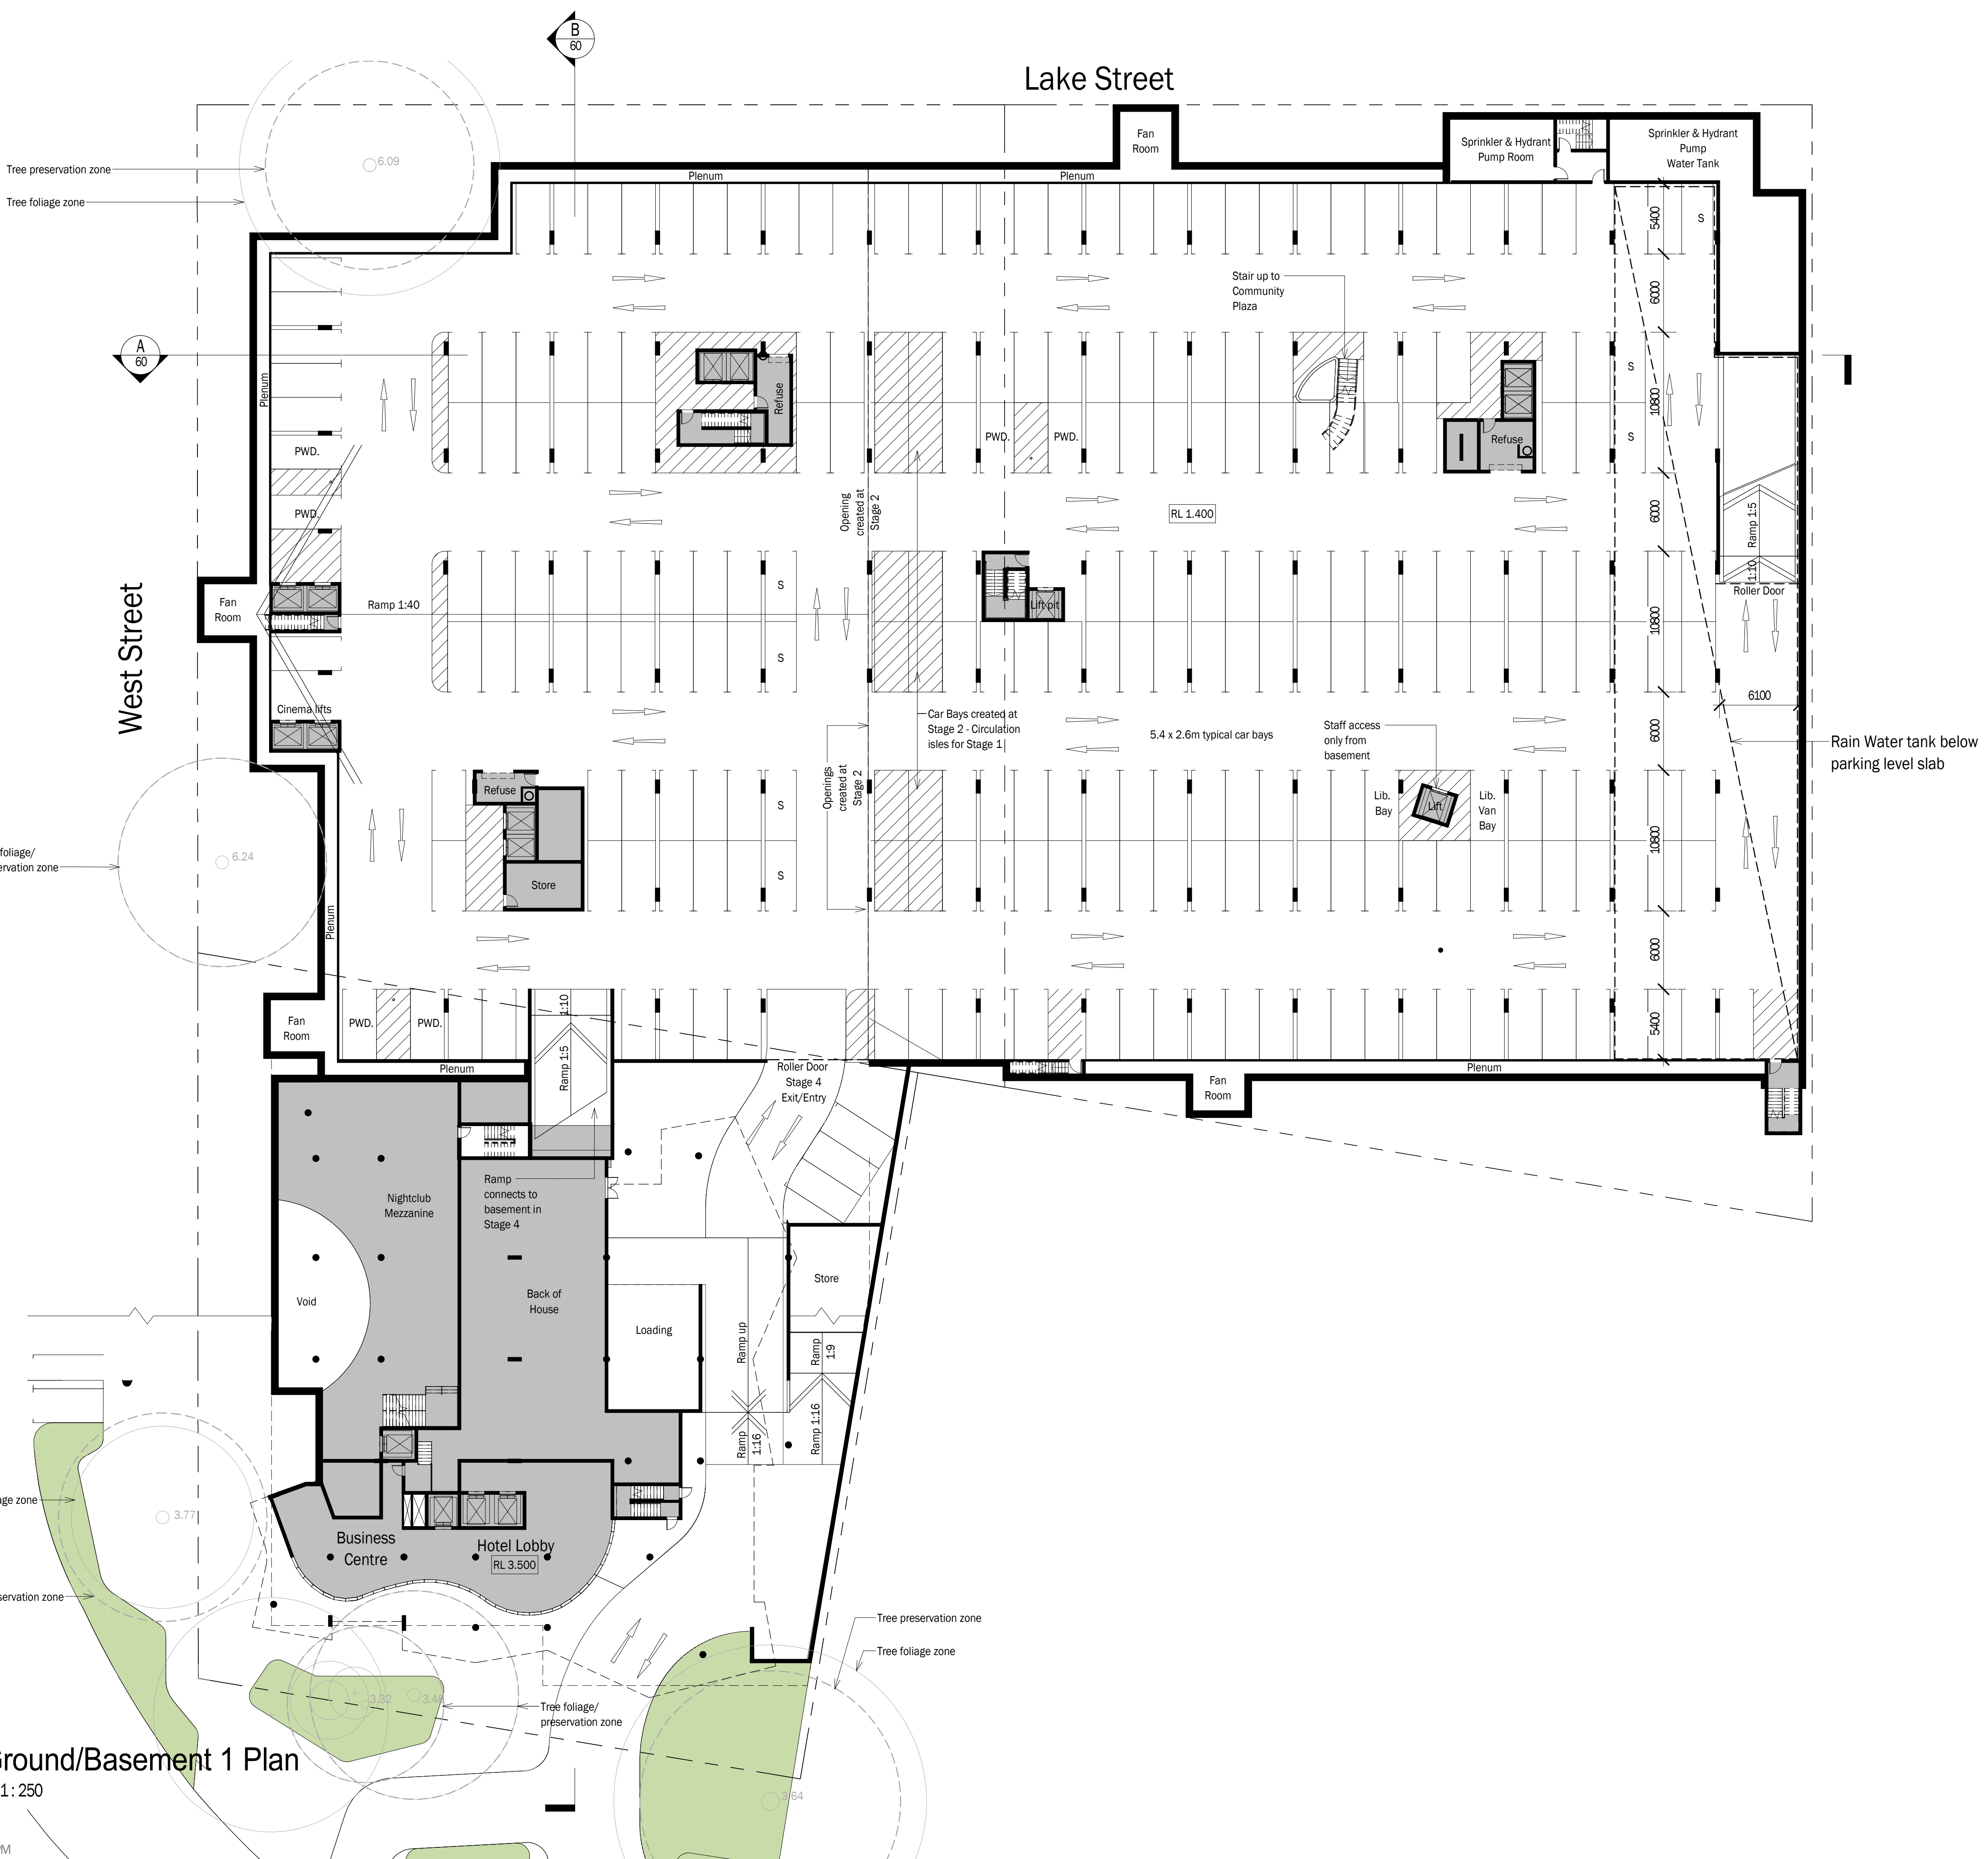 B
60
Lake Street
Fan
Room
Sprinkler & Hydrant
Pump Room
Sprinkler & Hydrant
Pump
Water Tank
6.09
Tree preservation zone
Tree foliage zone
Plenum
Plenum
5400
S
6000
Stair up to
Community
Plaza
A
60
Plenum
Refuse
S
10800
PWD.
PWD.
S
Refuse
PWD.
PWD.
Opening
created at
Stage 2
RL 1.400
6000
Ramp 1:5
1:10
Roller Door
West Street
Fan
Room
Ramp 1:40
S
S
Lift pit
10800
6100
Cinema lifts
Car Bays created at
Stage 2 - Circulation
isles for Stage 1
5.4 x 2.6m typical car bays
Staff access
only from
basement
6000
Rain Water tank below
parking level slab
Openings
created at
Stage 2
Refuse
S
Lib.
Bay
Lift
Lib.
Van
Bay
10800
foliage/
ervation zone
6.24
Store
S
Plenum
6000
Fan
Room
PWD.
PWD.
1:10
Ramp 1:5
5400
Plenum
Roller Door
Stage 4
Exit/Entry
Fan
Room
Plenum
Ramp
connects to
basement in
Stage 4
Nightclub
Mezzanine
Void
Back of
House
Loading
Store
Ramp up
Ramp
1:9
Ramp
1:16
Ramp 1:16
age zone
3.77
Business
Centre
Hotel Lobby
RL 3.500
servation zone
Tree preservation zone
Tree foliage zone
3.32
Tree foliage/
preservation zone
3.64
Ground/Basement 1 Plan
1 : 250
PM